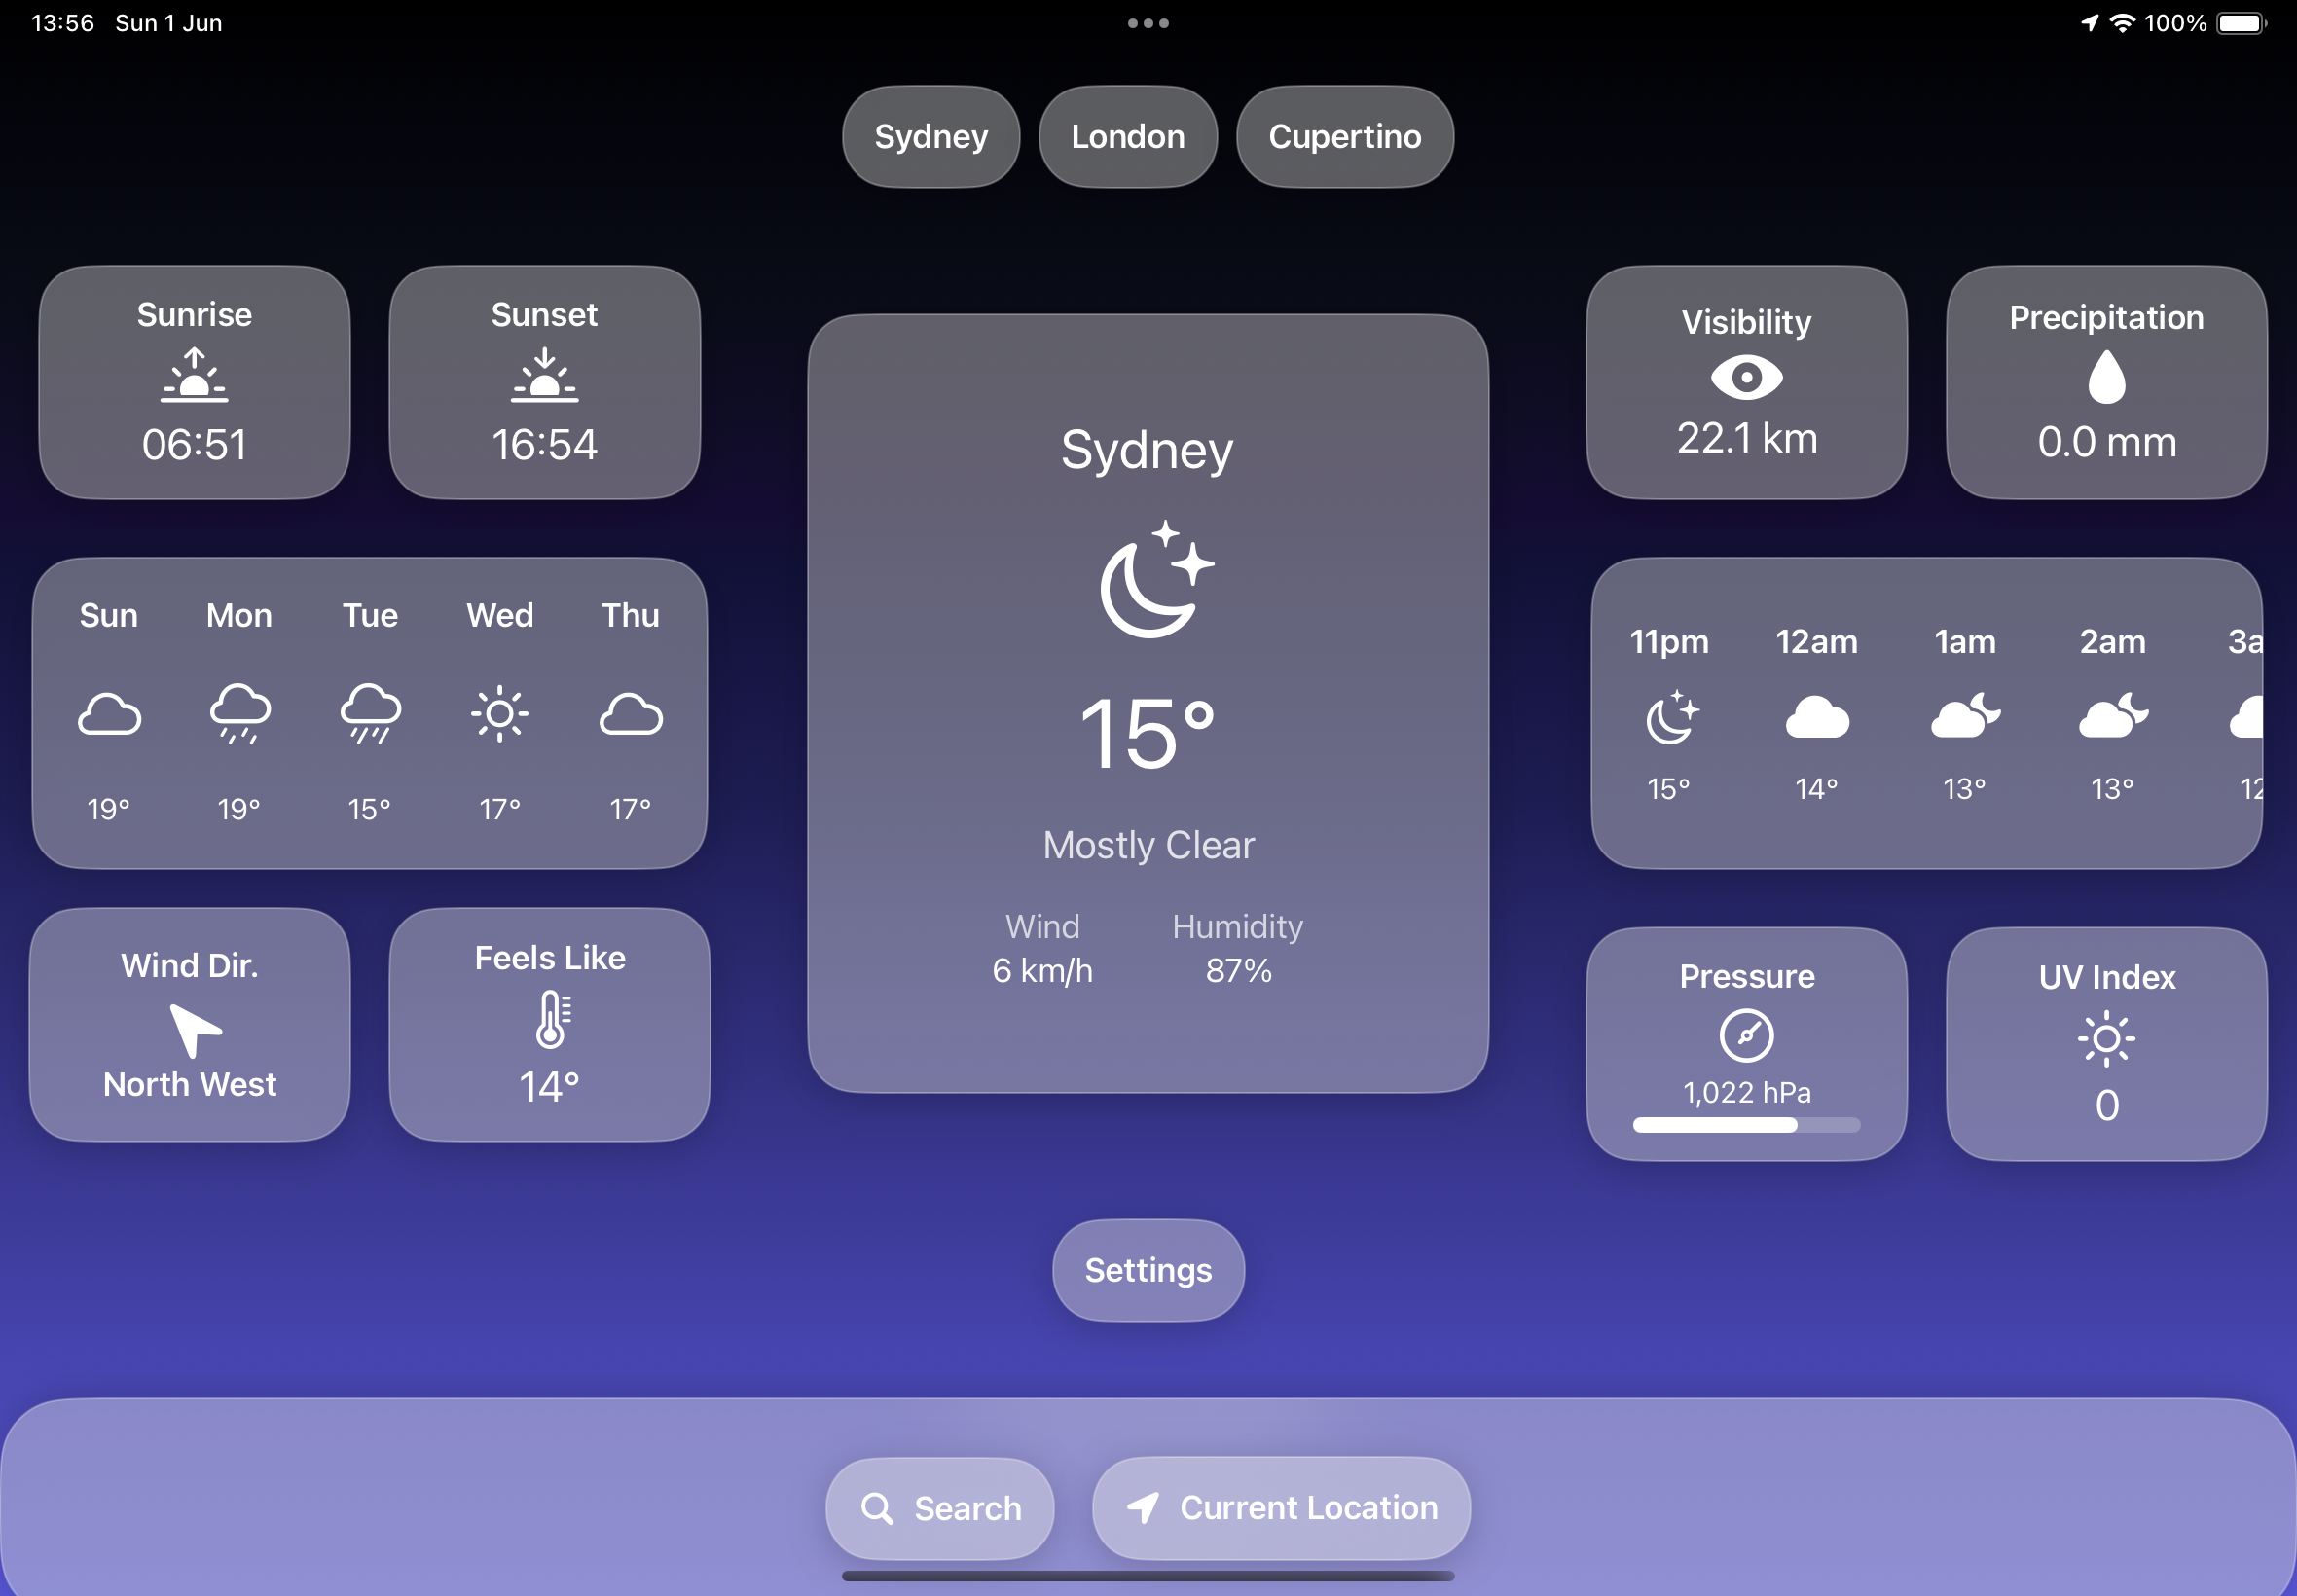 13:56 Sun 1 Jun
100%
Sydney London Cupertino
Sunrise
06:51
Sunset
16:54
Sun Mon Tue Wed Thu
19° 19° 15° 17° 17°
Wind Dir.
North West
Feels Like
14°
Sydney
15°
Mostly Clear
Wind Humidity
6 km/h 87%
Visibility
22.1 km
Precipitation
0.0 mm
11pm 12am 1am 2am 3a
15° 14° 13° 13° 12
Pressure
1,022 hPa
UV Index
0
Settings
Search Current Location